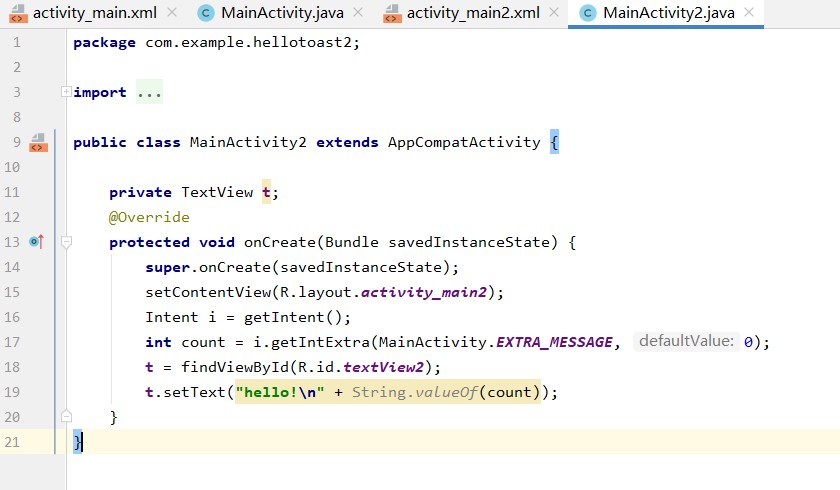 activity_main.xml × MainActivity.java × activity_main2.xml × MainActivity2.java ×
1 package com.example.hellotoast2;
2
3 import ...
8
9 public class MainActivity2 extends AppCompatActivity {
10
11 private TextView t;
12 @Override
13 protected void onCreate(Bundle savedInstanceState) {
14 super.onCreate(savedInstanceState);
15 setContentView(R.layout.activity_main2);
16 Intent i = getIntent();
17 int count = i.getIntExtra(MainActivity.EXTRA_MESSAGE, defaultValue: 0);
18 t = findViewById(R.id.textView2);
19 t.setText("hello!\n" + String.valueOf(count));
20 }
21 }